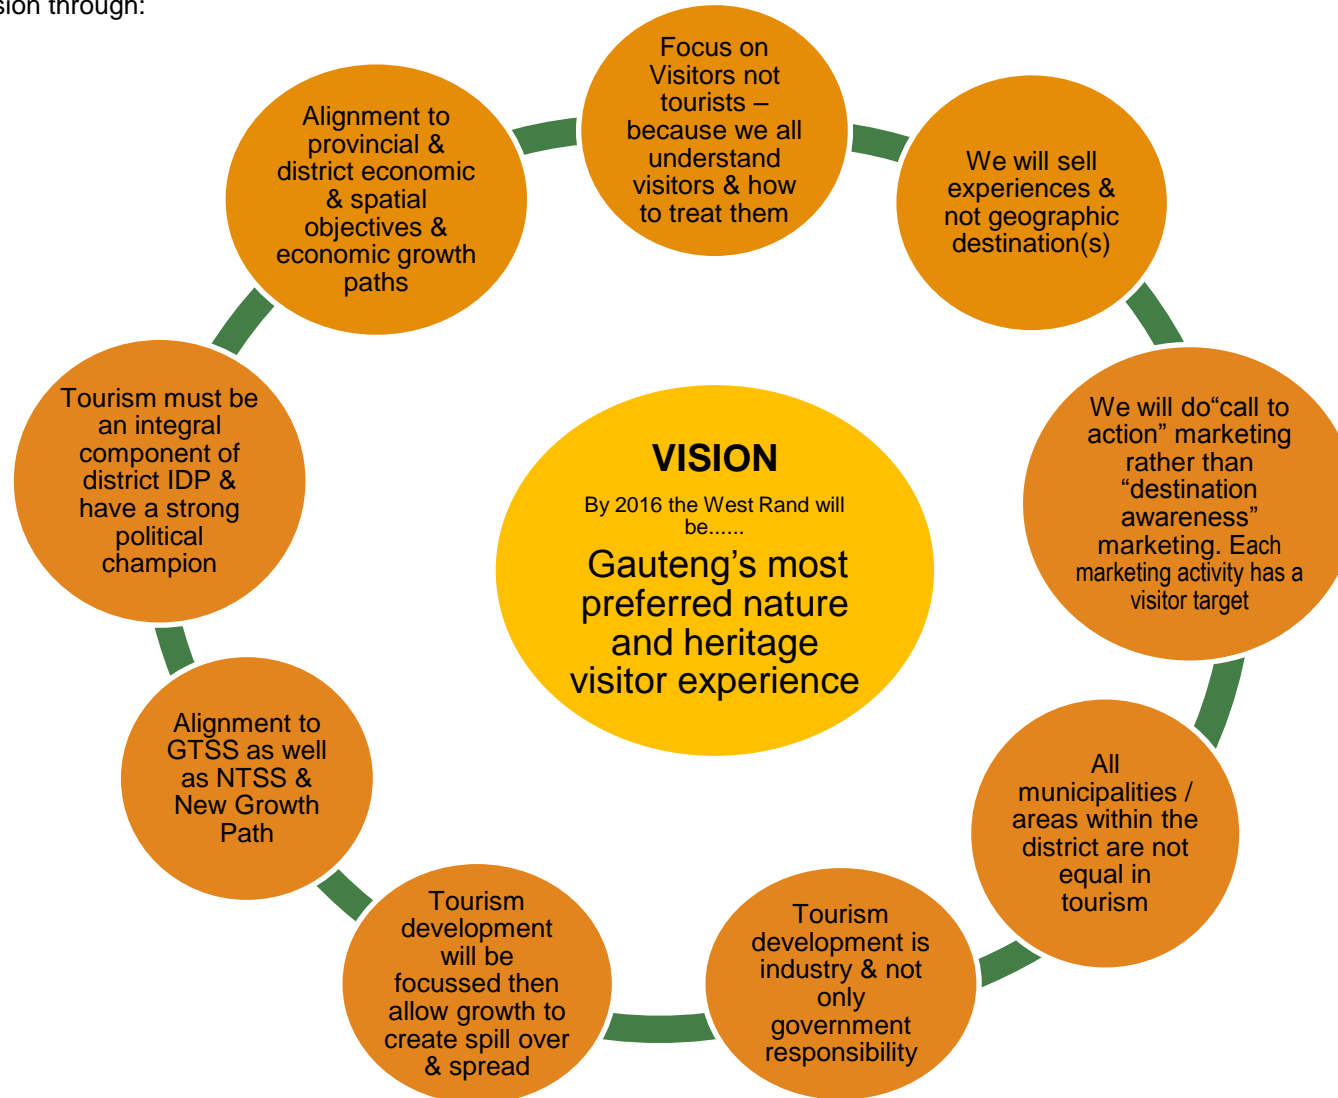 sion through:
Focus on
Visitors not
tourists –
because we all
understand
visitors & how
to treat them
We will sell
experiences &
not geographic
destination(s)
We will do“call to
action” marketing
rather than
“destination
awareness”
marketing. Each
marketing activity has a
visitor target
All
municipalities /
areas within the
district are not
equal in
tourism
Tourism
development is
industry & not
only
government
responsibility
Tourism
development
will be
focussed then
allow growth to
create spill over
& spread
Alignment to
GTSS as well
as NTSS &
New Growth
Path
Tourism must be
an integral
component of
district IDP &
have a strong
political
champion
Alignment to
provincial &
district economic
& spatial
objectives &
economic growth
paths
VISION
By 2016 the West Rand will
be......
Gauteng’s most
preferred nature
and heritage
visitor experience